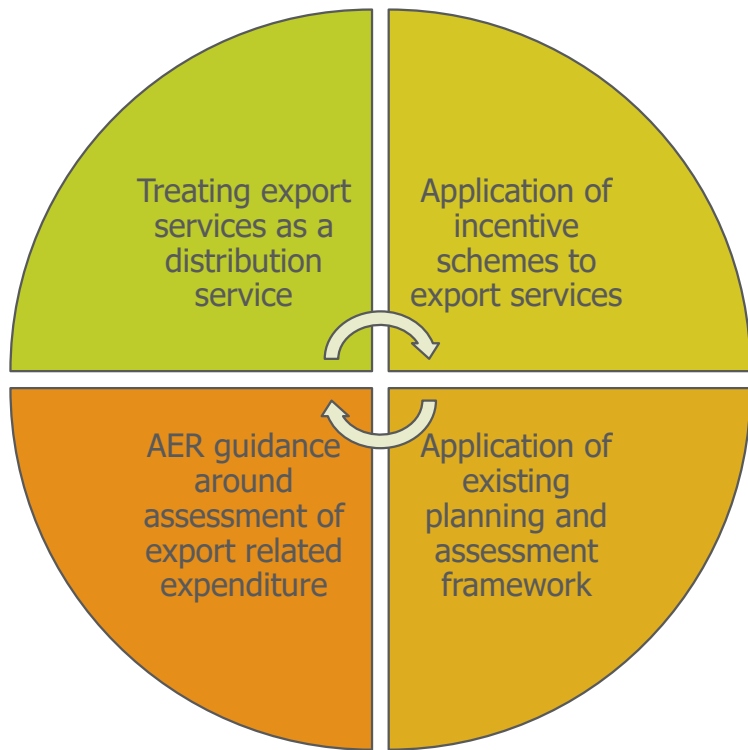 Treating export
services as a
distribution
service
Application of
incentive
schemes to
export services
AER guidance
around
assessment of
export related
expenditure
Application of
existing
planning and
assessment
framework